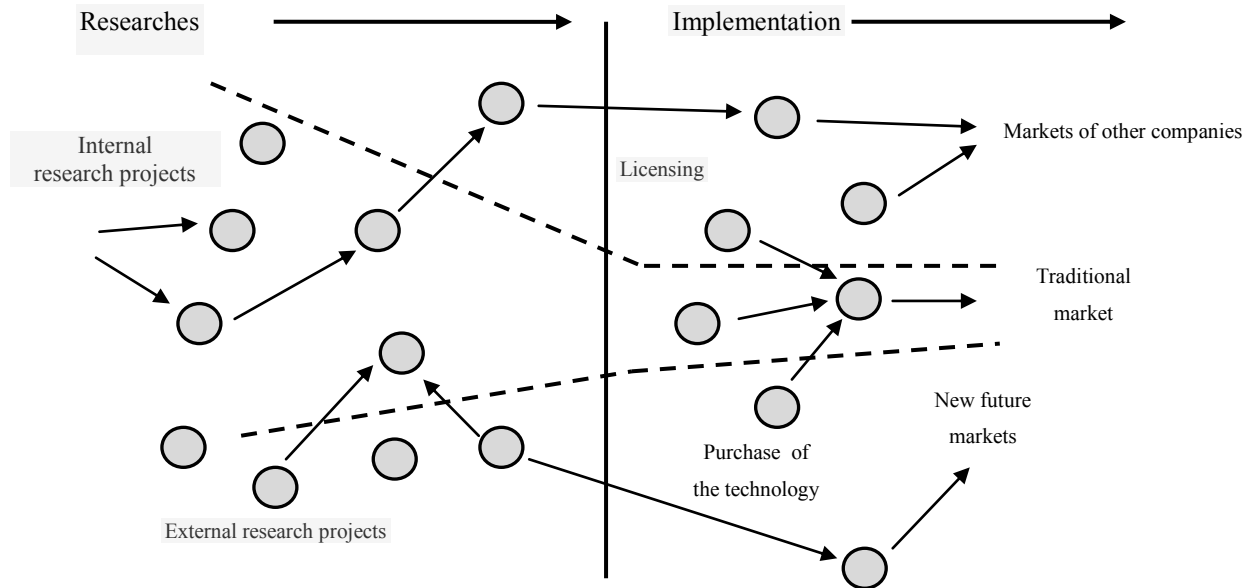 Researches
Implementation
Internal
research projects
Markets of other companies
Licensing
Traditional
market
New future
markets
Purchase of
the technology
External research projects